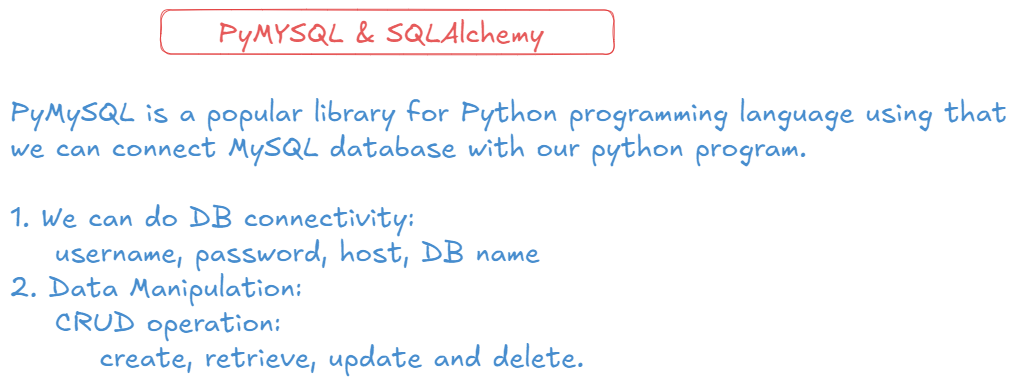 PyMYSQL & SQLAlchemy
PyMySQL is a popular library for Python programming language using that
we can connect MySQL database with our python program.
1. We can do DB connectivity:
username, password, host, DB name
2. Data Manipulation:
CRUD operation:
create, retrieve, update and delete.